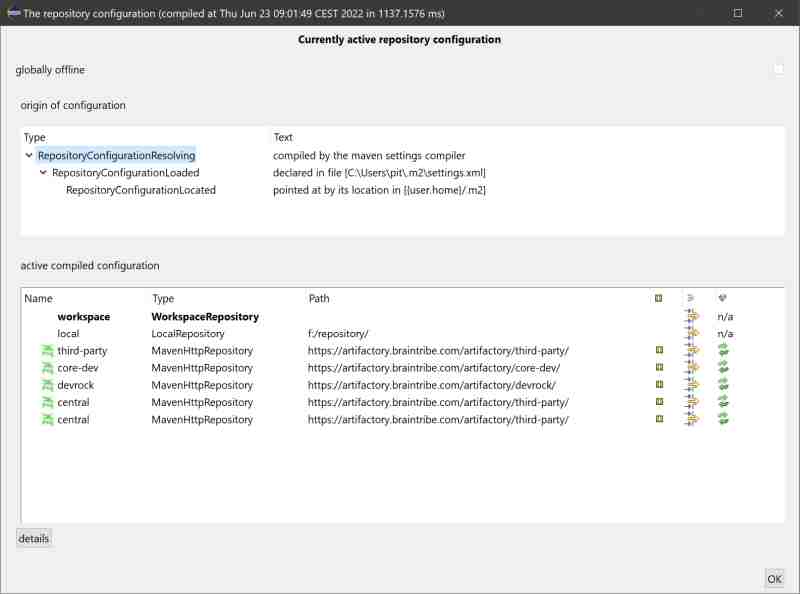 The repository configuration (compiled at Thu Jun 23 09:01:49 CEST 2022 in 1137.1576 ms)
Currently active repository configuration
globally offline
origin of configuration
Type Text
RepositoryConfigurationResolving compiled by the maven settings compiler
RepositoryConfigurationLoaded declared in file [C:\Users\pit\.m2\settings.xml]
RepositoryConfigurationLocated pointed at by its location in [{user.home}/.m2]
active compiled configuration
Name Type Path
workspace WorkspaceRepository n/a
local LocalRepository f:/repository/ n/a
third-party MavenHttpRepository https://artifactory.braintribe.com/artifactory/third-party/
core-dev MavenHttpRepository https://artifactory.braintribe.com/artifactory/core-dev/
devrock MavenHttpRepository https://artifactory.braintribe.com/artifactory/devrock/
central MavenHttpRepository https://artifactory.braintribe.com/artifactory/third-party/
central MavenHttpRepository https://artifactory.braintribe.com/artifactory/third-party/
details
OK